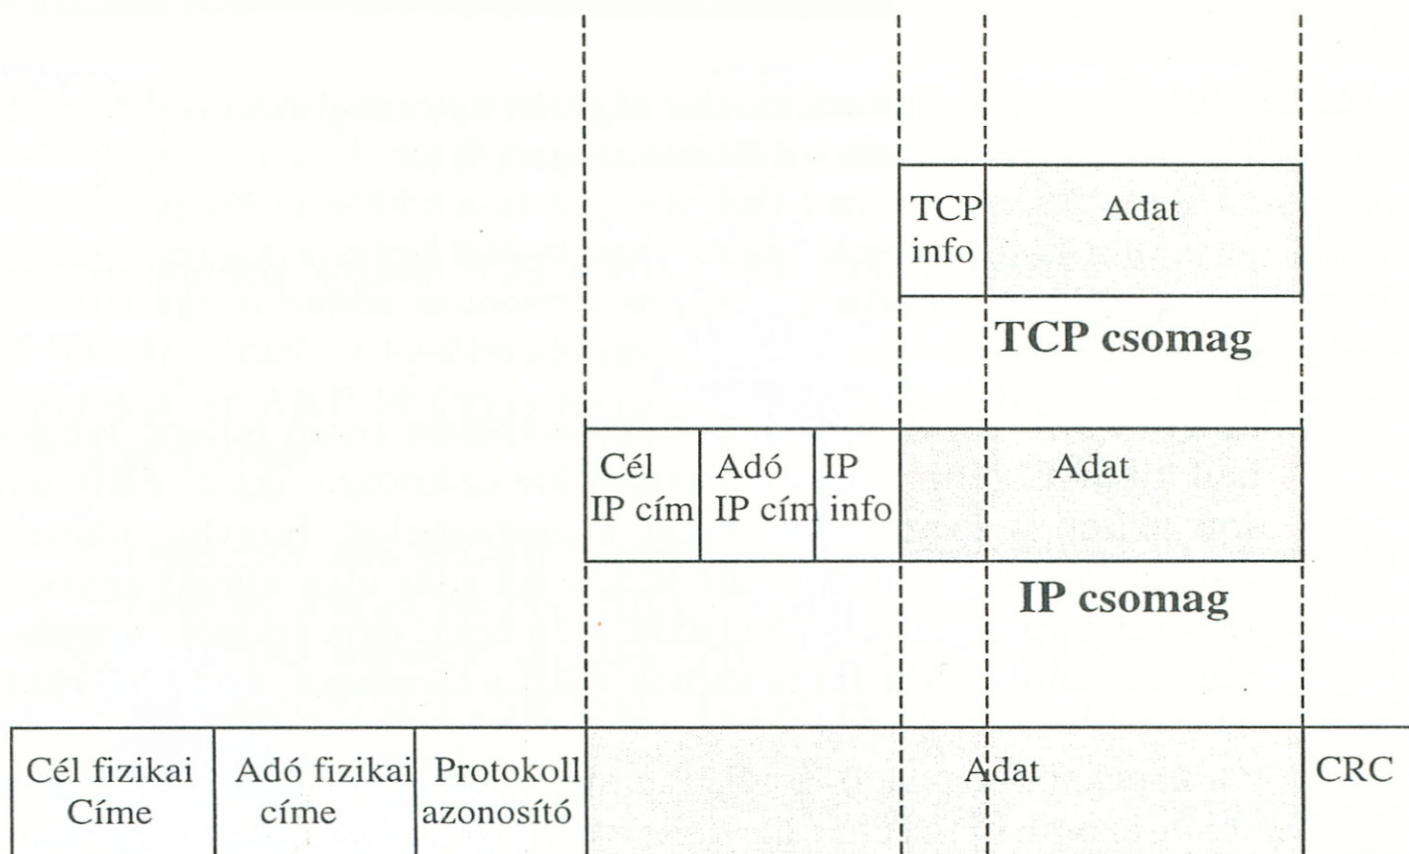 TCP
info
Adat
TCP csomag
Cél
IP cím
Adó
IP cím
IP
info
Adat
IP csomag
Cél fizikai
Címe
Adó fizikai
címe
Protokoll
azonosító
Adat
CRC